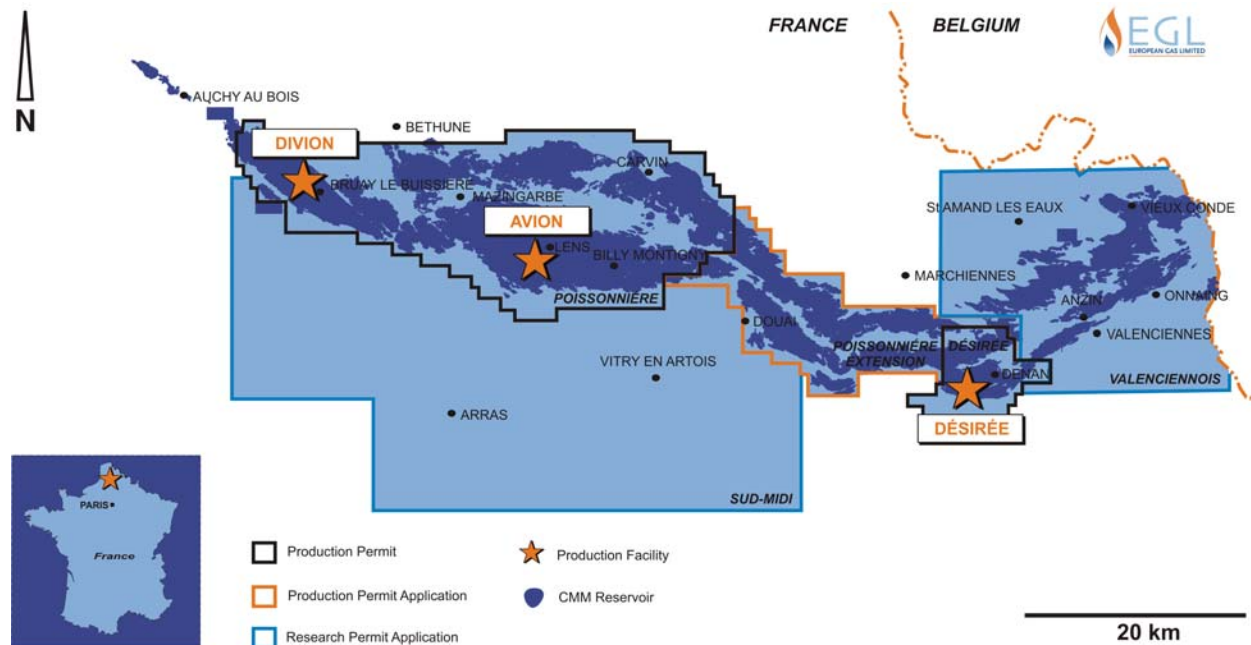 FRANCE
BELGIUM
EGL
EUROPEAN GAS LIMITED
N
AUCHY AU BOIS
BETHUNE
DIVION
BRUAY LE BUISSIERE
CARVIN
MAZINGARBE
AVION
LENS
BILLY MONTIGNY
POISSONNIÈRE
St AMAND LES EAUX
VIEUX CONDE
MARCHIENNES
ONNAING
ANZIN
VALENCIENNES
DOUAI
POISSONNIÈRE
EXTENSION
DÉSIRÉE
DENAN
VALENCIENNOIS
VITRY EN ARTOIS
ARRAS
DÉSIRÉE
SUD-MIDI
PARIS
France
Production Permit
Production Permit Application
Research Permit Application
Production Facility
CMM Reservoir
20 km